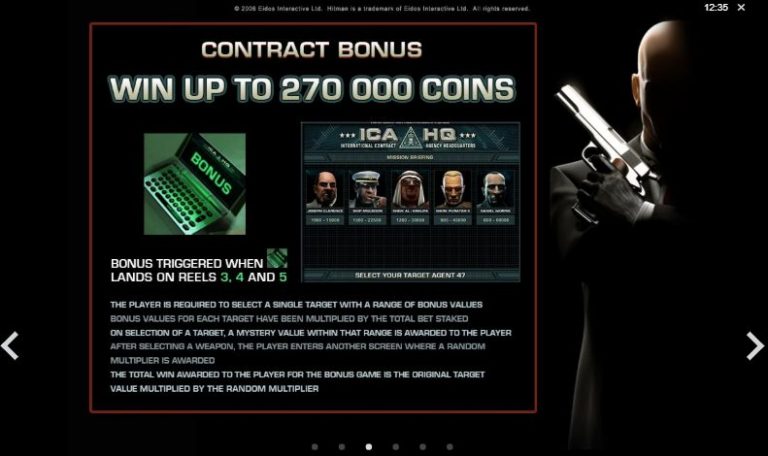 © 2006 Eidos Interactive Ltd. Hitman is a trademark of Eidos Interactive Ltd. All rights reserved.
12:35
CONTRACT BONUS
WIN UP TO 270 000 COINS
BONUS
ICA HQ
INTERNATIONAL CONTRACT AGENCY HEADQUARTERS
MISSION BRIEFING
SELECT YOUR TARGET AGENT 47
BONUS TRIGGERED WHEN
LANDS ON REELS 3, 4 AND 5
THE PLAYER IS REQUIRED TO SELECT A SINGLE TARGET WITH A RANGE OF BONUS VALUES
BONUS VALUES FOR EACH TARGET HAVE BEEN MULTIPLIED BY THE TOTAL BET STAKED
ON SELECTION OF A TARGET, A MYSTERY VALUE WITHIN THAT RANGE IS AWARDED TO THE PLAYER
AFTER SELECTING A WEAPON, THE PLAYER ENTERS ANOTHER SCREEN WHERE A RANDOM
MULTIPLIER IS AWARDED
THE TOTAL WIN AWARDED TO THE PLAYER FOR THE BONUS GAME IS THE ORIGINAL TARGET
VALUE MULTIPLIED BY THE RANDOM MULTIPLIER